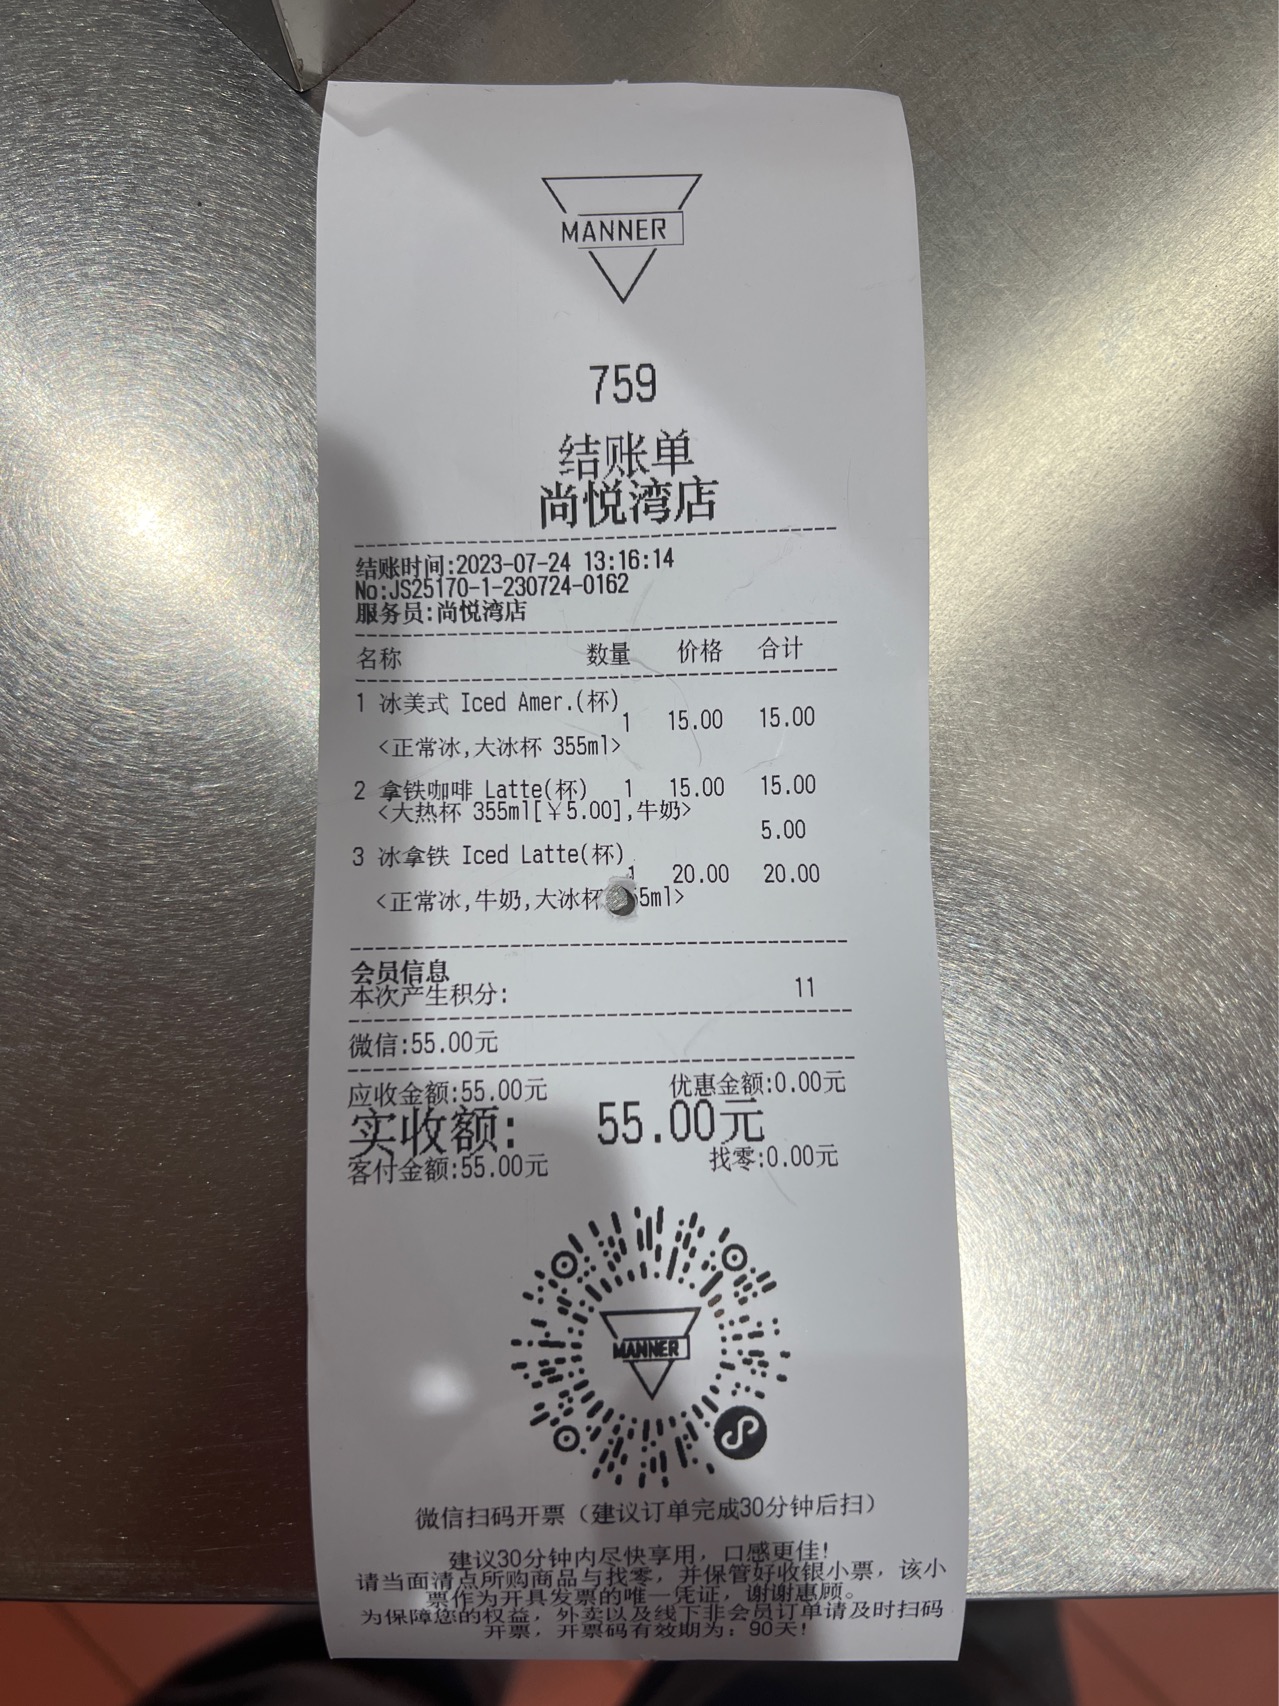 MANNER
759
结账单
尚悦湾店
结账时间:2023-07-24 13:16:14
No:JS25170-1-230724-0162
服务员:尚悦湾店
名称 数量 价格 合计
1 冰美式 Iced Amer.(杯)
1 15.00 15.00
<正常冰,大冰杯 355ml>
2 拿铁咖啡 Latte(杯) 1 15.00 15.00
<大热杯 355ml[￥5.00],牛奶>
5.00
3 冰拿铁 Iced Latte(杯)
1 20.00 20.00
<正常冰,牛奶,大冰杯 55ml>
会员信息
本次产生积分: 11
微信:55.00元
应收金额:55.00元 优惠金额:0.00元
实收额: 55.00元
客付金额:55.00元 找零:0.00元
MANNER
微信扫码开票（建议订单完成30分钟后扫）
建议30分钟内尽快享用，口感更佳!
请当面清点所购商品与找零，并保管好收银小票，该小
票作为开具发票的唯一凭证，谢谢惠顾。
为保障您的权益，外卖以及线下非会员订单请及时扫码
开票，开票码有效期为：90天!